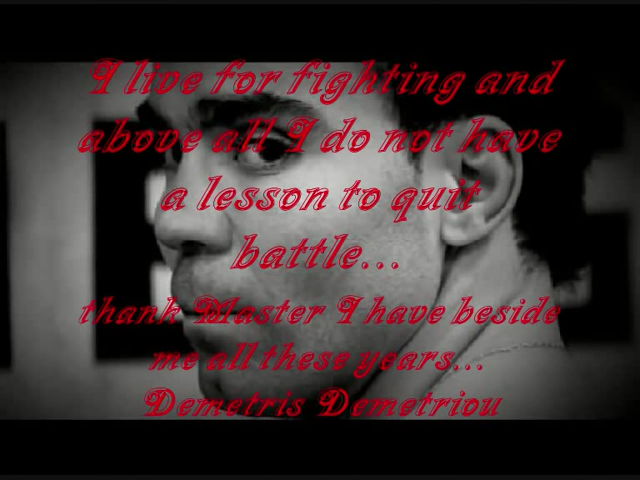 I live for fighting and
above all I do not have
a lesson to quit
battle...
thank Master I have beside
me all these years...
Demetris Demetriou